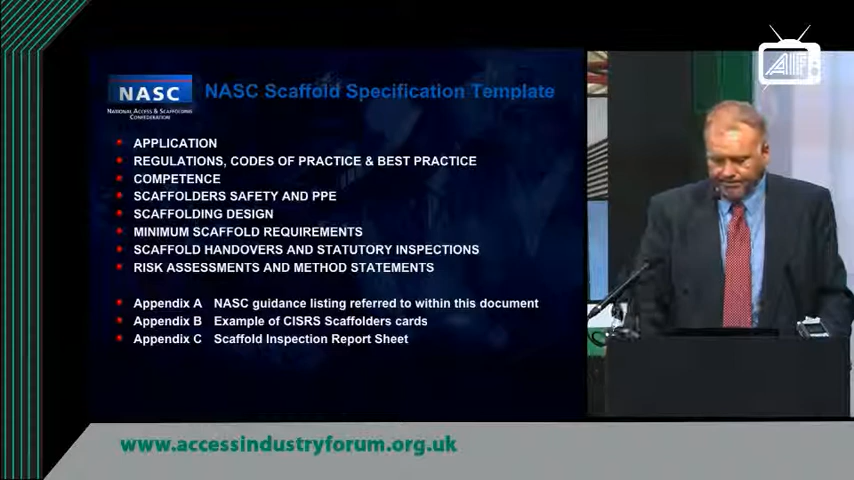 AIF
NASC
NATIONAL ACCESS & SCAFFOLDING
CONFEDERATION
NASC Scaffold Specification Template
APPLICATION
REGULATIONS, CODES OF PRACTICE & BEST PRACTICE
COMPETENCE
SCAFFOLDERS SAFETY AND PPE
SCAFFOLDING DESIGN
MINIMUM SCAFFOLD REQUIREMENTS
SCAFFOLD HANDOVERS AND STATUTORY INSPECTIONS
RISK ASSESSMENTS AND METHOD STATEMENTS
Appendix A NASC guidance listing referred to within this document
Appendix B Example of CISRS Scaffolders cards
Appendix C Scaffold Inspection Report Sheet
www.accessindustryforum.org.uk